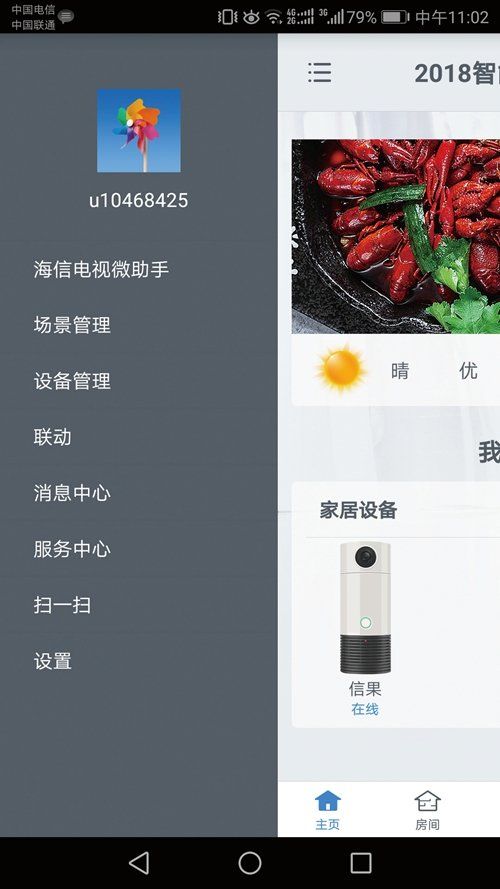 中国电信
中国联通
4G
2G
3G
79%
中午11:02
u10468425
海信电视微助手
场景管理
设备管理
联动
消息中心
服务中心
扫一扫
设置
2018智
晴
优
我
家居设备
信果
在线
主页
房间